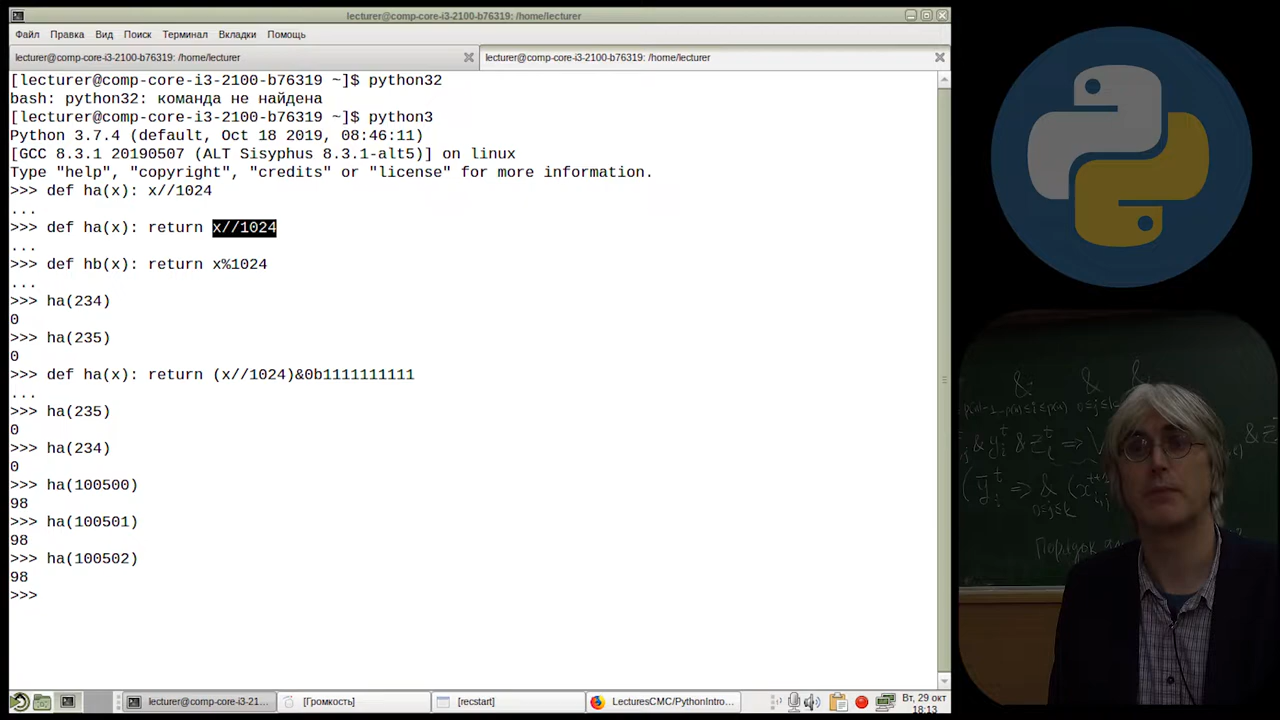 lecturer@comp-core-i3-2100-b76319: /home/lecturer
Файл Правка Вид Поиск Терминал Вкладки Помощь
lecturer@comp-core-i3-2100-b76319: /home/lecturer lecturer@comp-core-i3-2100-b76319: /home/lecturer
[lecturer@comp-core-i3-2100-b76319 ~]$ python32
bash: python32: команда не найдена
[lecturer@comp-core-i3-2100-b76319 ~]$ python3
Python 3.7.4 (default, Oct 18 2019, 08:46:11)
[GCC 8.3.1 20190507 (ALT Sisyphus 8.3.1-alt5)] on linux
Type "help", "copyright", "credits" or "license" for more information.
>>> def ha(x): x//1024
...
>>> def ha(x): return x//1024
...
>>> def hb(x): return x%1024
...
>>> ha(234)
0
>>> ha(235)
0
>>> def ha(x): return (x//1024)&0b1111111111
...
>>> ha(235)
0
>>> ha(234)
0
>>> ha(100500)
98
>>> ha(100501)
98
>>> ha(100502)
98
>>>
lecturer@comp-core-i3-21... [Громкость] [recstart] LecturesCMC/PythonIntro... Вт, 29 окт
18:13
Порядок